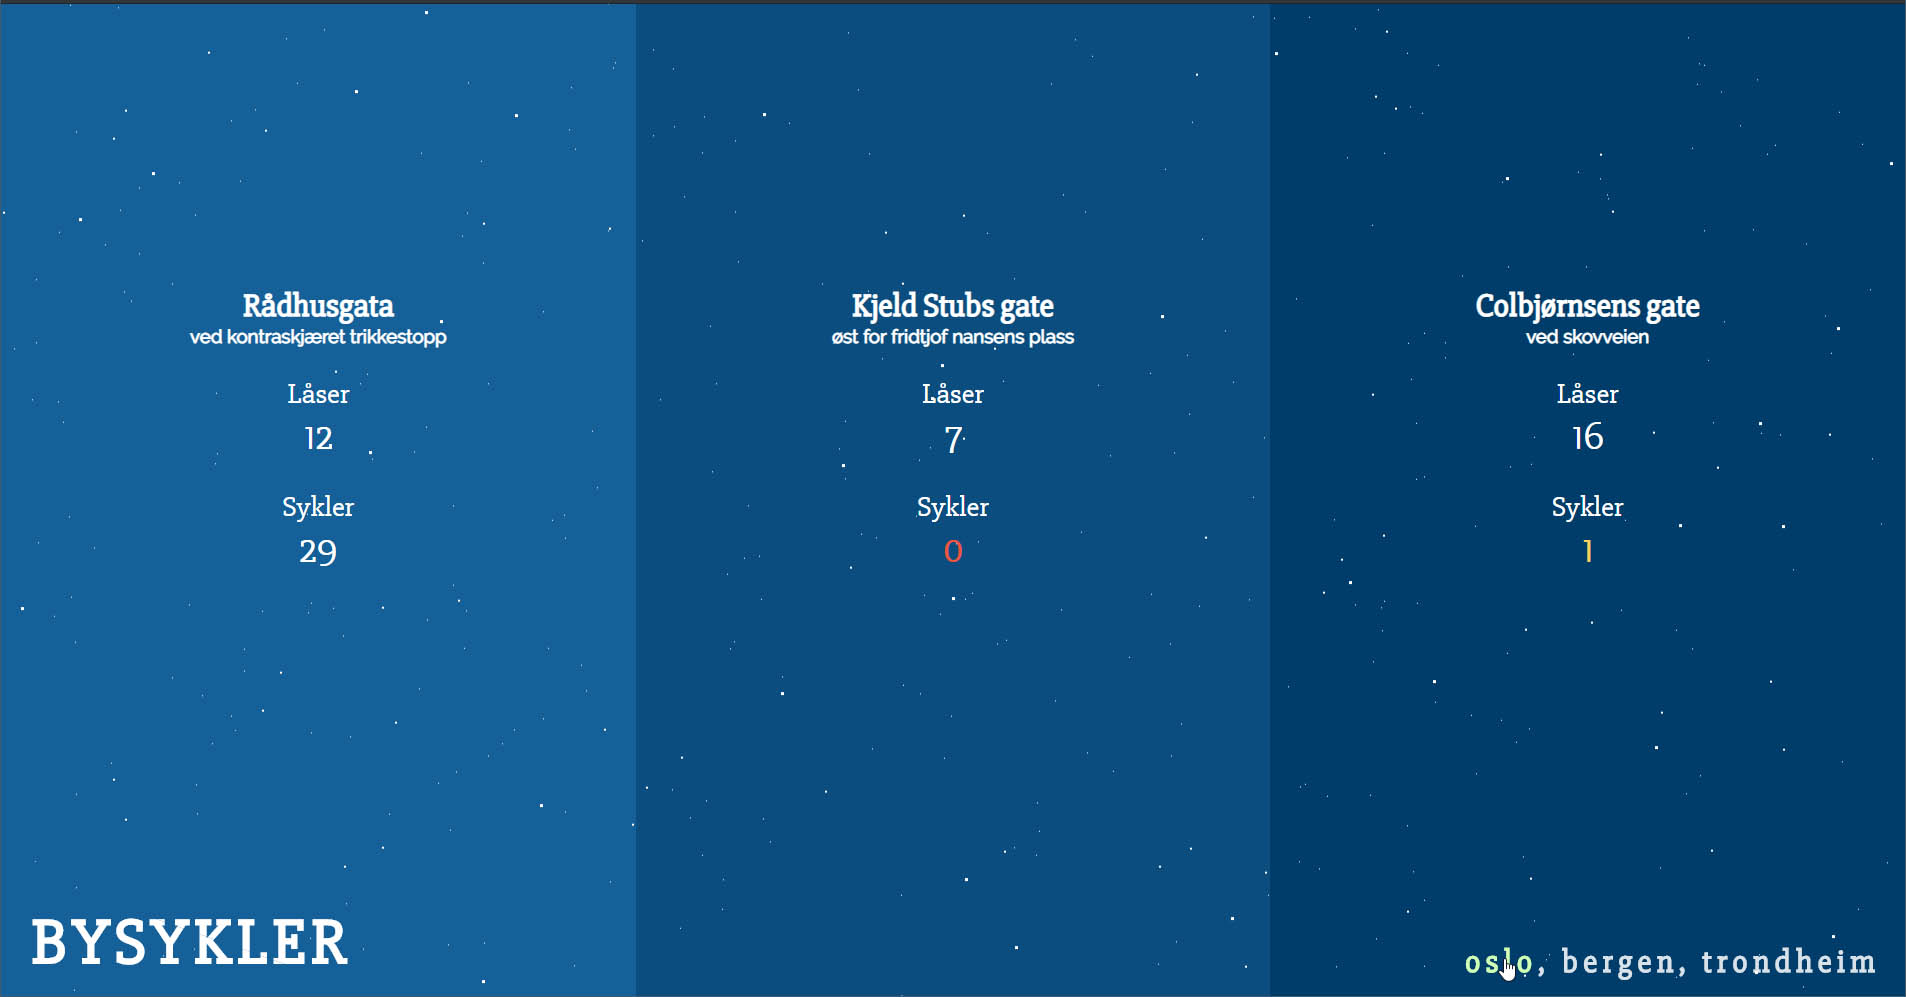 Rådhusgata
ved kontraskjæret trikkestopp
Låser
12
Sykler
29
Kjeld Stubs gate
øst for fridtjof nansens plass
Låser
7
Sykler
0
Colbjørnsens gate
ved skovveien
Låser
16
Sykler
1
BYSYKLER
oslo, bergen, trondheim